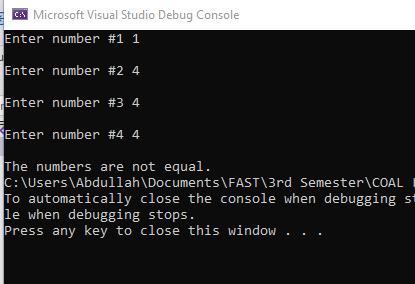 Microsoft Visual Studio Debug Console
Enter number #1 1
Enter number #2 4
Enter number #3 4
Enter number #4 4
The numbers are not equal.
C:\Users\Abdullah\Documents\FAST\3rd Semester\COAL
To automatically close the console when debugging st
le when debugging stops.
Press any key to close this window . . .